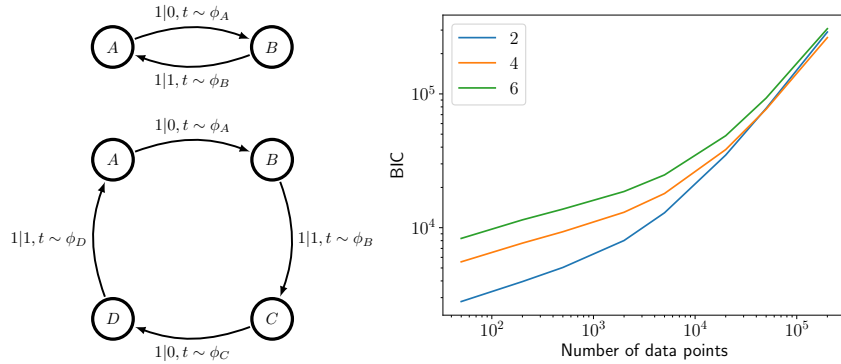 1|0, t ∼ ϕ_A
A
B
1|1, t ∼ ϕ_B
1|0, t ∼ ϕ_A
A
B
1|1, t ∼ ϕ_D
1|1, t ∼ ϕ_B
D
C
1|0, t ∼ ϕ_C
2
4
6
10^5
10^4
BIC
10^2
10^3
10^4
10^5
Number of data points